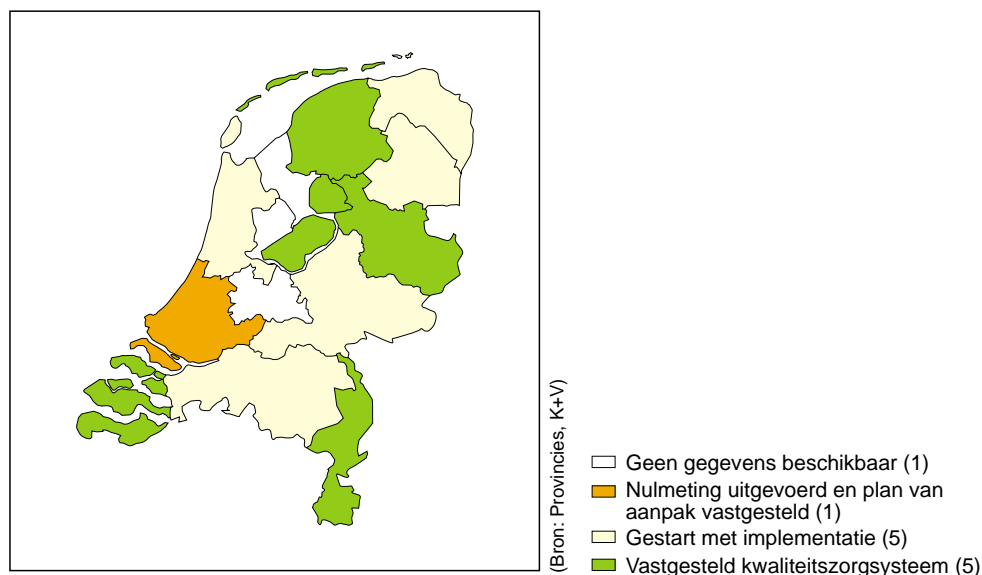 (Bron: Provincies, K+V)
Geen gegevens beschikbaar (1)
Nulmeting uitgevoerd en plan van
aanpak vastgesteld (1)
Gestart met implementatie (5)
Vastgesteld kwaliteitszorgsysteem (5)